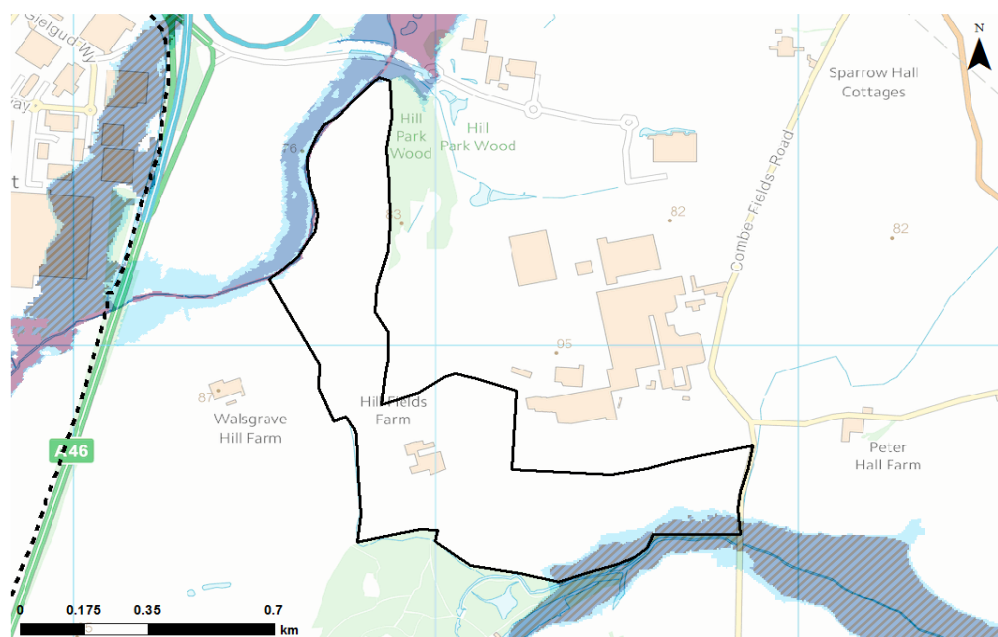 Gielgud Wy
N
Sparrow Hall
Cottages
Hill
Park
Wood
Hill
Park Wood
76
83
82
82
Combe Fields Road
95
87
Walsgrave
Hill Farm
Hill Fields
Farm
A46
Peter
Hall Farm
0 0.175 0.35 0.7
km